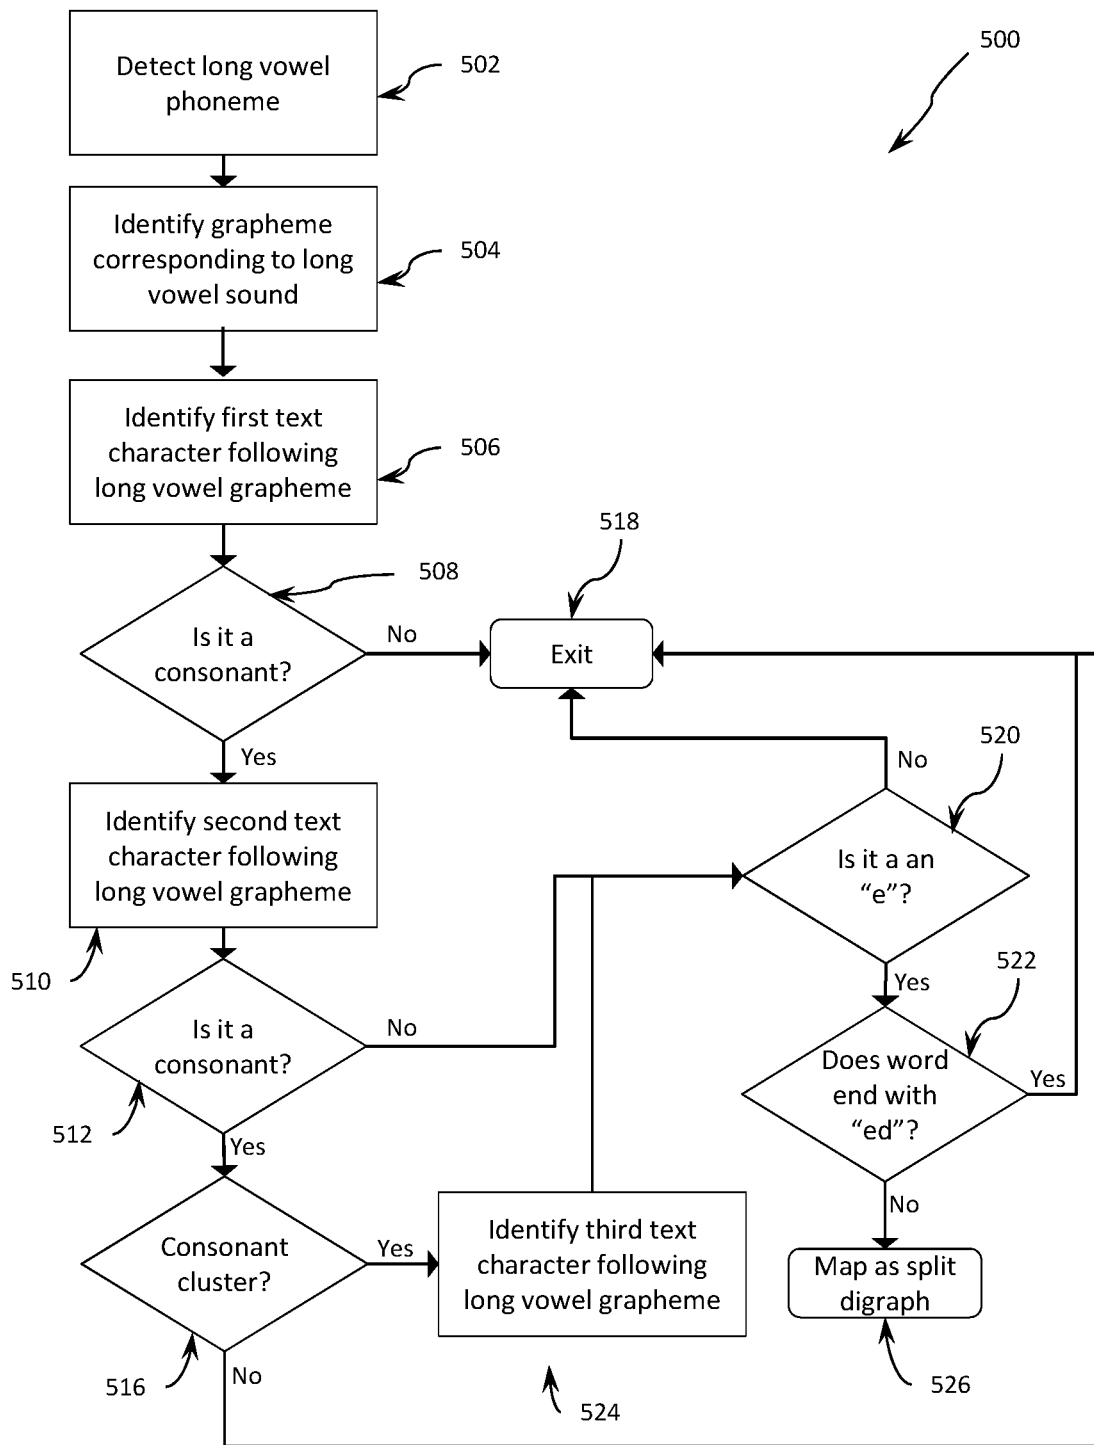 500
Detect long vowel
phoneme
502
Identify grapheme
corresponding to long
vowel sound
504
Identify first text
character following
long vowel grapheme
506
508
Is it a
consonant?
No
Yes
518
Exit
Identify second text
character following
long vowel grapheme
510
Is it a
consonant?
512
No
Yes
Consonant
cluster?
516
Yes
No
Identify third text
character following
long vowel grapheme
524
520
No
Is it a an
“e”?
Yes
522
Does word
end with
“ed”?
Yes
No
Map as split
digraph
526